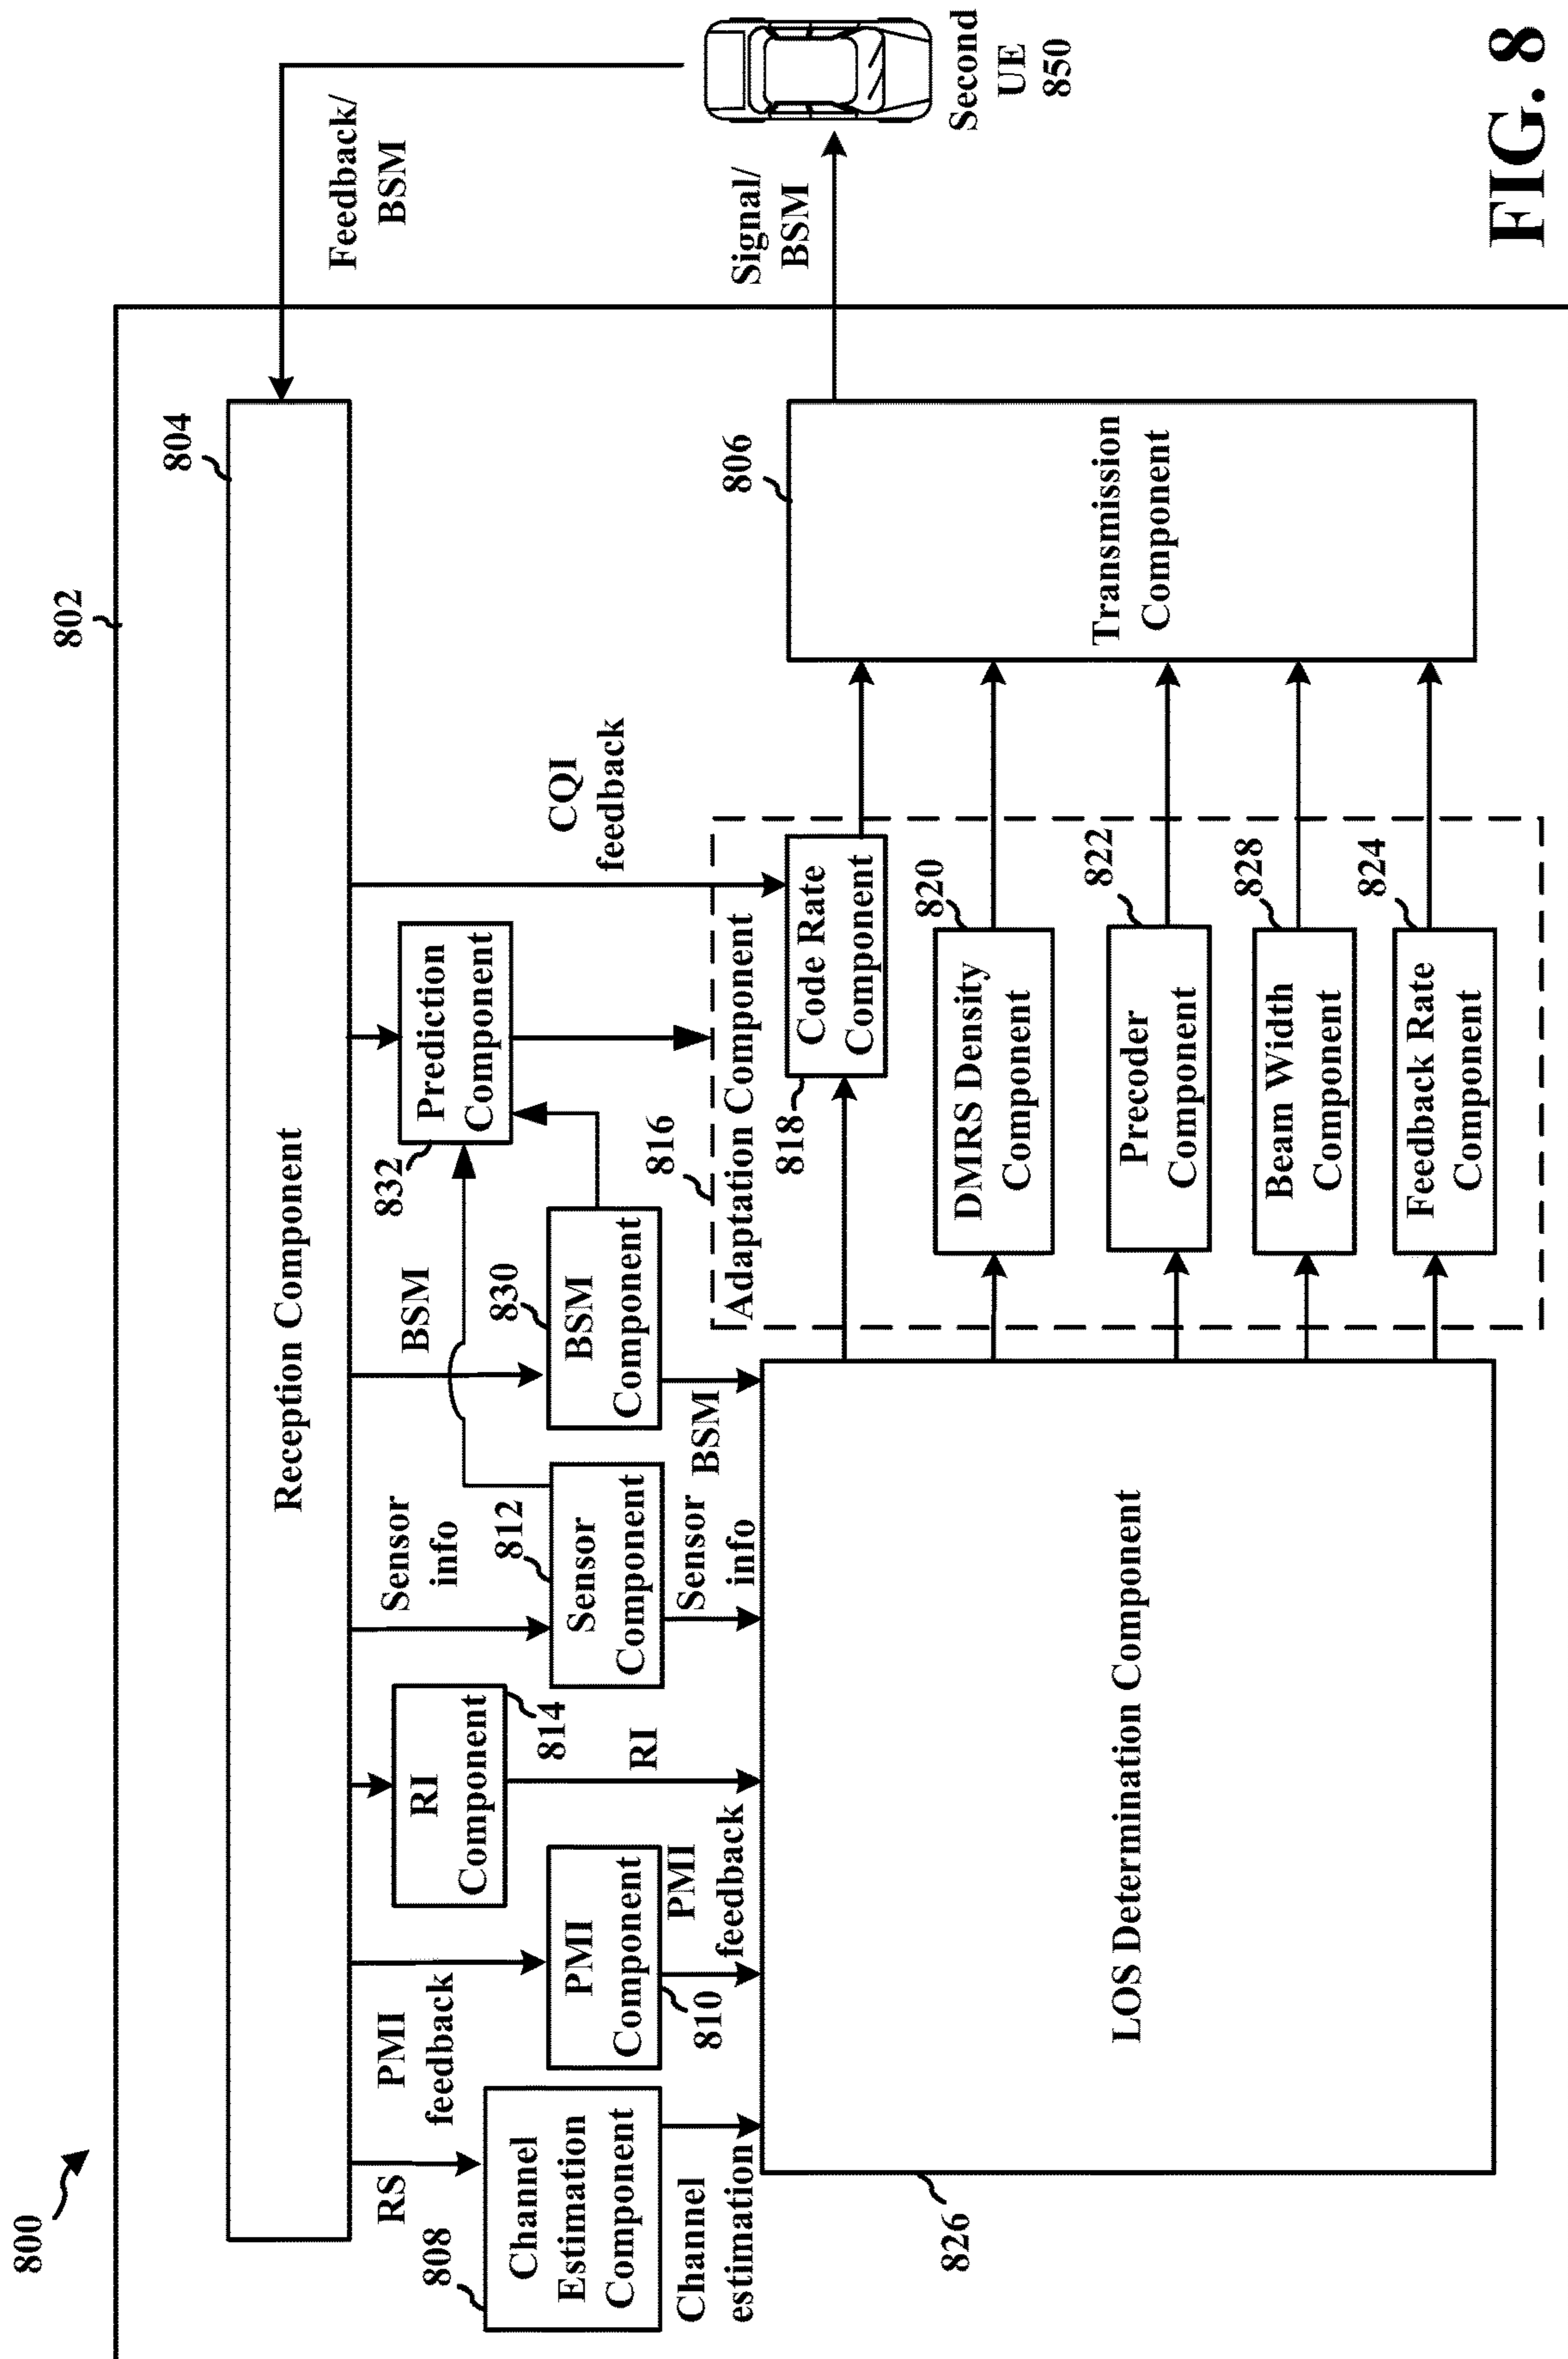 800
802
804
Reception Component
Feedback/
BSM
RS
PMI
feedback
Sensor
info
BSM
CQI
feedback
808
Channel
Estimation
Component
PMI
Component
810
RI
Component
814
812
Sensor
Component
830
BSM
Component
832
Prediction
Component
Channel
estimation
PMI
feedback
RI
Sensor
info
BSM
816
Adaptation Component
826
LOS Determination Component
818
Code Rate
Component
820
DMRS Density
Component
822
Precoder
Component
828
Beam Width
Component
824
Feedback Rate
Component
806
Transmission
Component
Signal/
BSM
Second
UE
850
FIG. 8